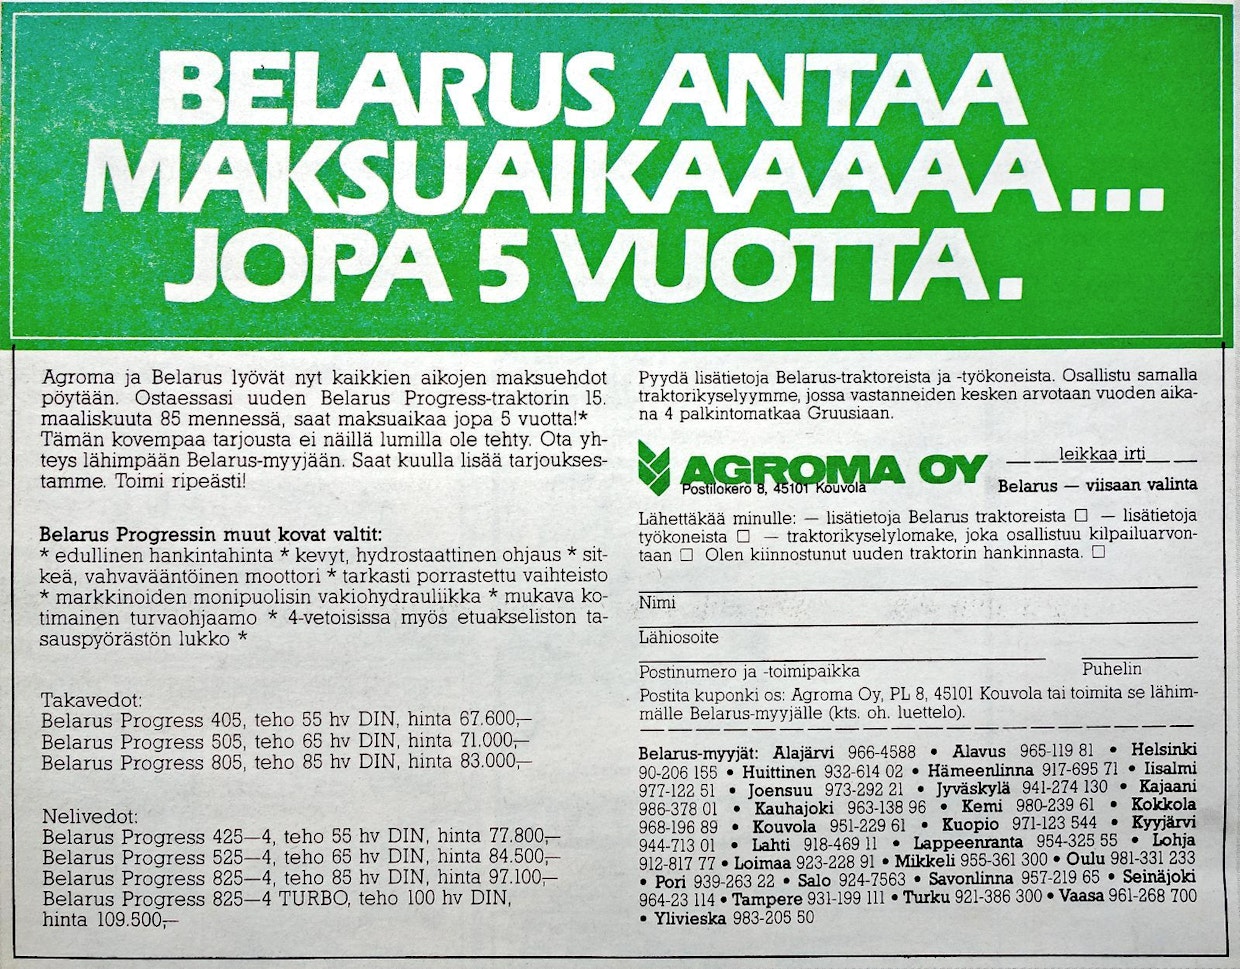 BELARUS ANTAA
MAKSUAIKAAAAAA...
JOPA 5 VUOTTA.
Agroma ja Belarus lyövät nyt kaikkien aikojen maksuehdot
pöytään. Ostaessasi uuden Belarus Progress-traktorin 15.
maaliskuuta 85 mennessä, saat maksuaikaa jopa 5 vuotta!*
Tämän kovempaa tarjousta ei näillä lumilla ole tehty. Ota yh-
teys lähimpään Belarus-myyjään. Saat kuulla lisää tarjoukses-
tamme. Toimi ripeästi!
Belarus Progressin muut kovat valtit:
* edullinen hankintahinta * kevyt, hydrostaattinen ohjaus * sit-
keä, vahvavääntöinen moottori * tarkasti porrastettu vaihteisto
* markkinoiden monipuolisin vakiohydrauliikka * mukava ko-
timainen turvaohjaamo * 4-vetoisissa myös etuakseliston ta-
sauspyörästön lukko *
Takavedot:
Belarus Progress 405, teho 55 hv DIN, hinta 67.600,—
Belarus Progress 505, teho 65 hv DIN, hinta 71.000,—
Belarus Progress 805, teho 85 hv DIN, hinta 83.000,—
Nelivedot:
Belarus Progress 425—4, teho 55 hv DIN, hinta 77.800,—
Belarus Progress 525—4, teho 65 hv DIN, hinta 84.500,—
Belarus Progress 825—4, teho 85 hv DIN, hinta 97.100,—
Belarus Progress 825—4 TURBO, teho 100 hv DIN,
hinta 109.500,—
Pyydä lisätietoja Belarus-traktoreista ja -työkoneista. Osallistu samalla
traktorikyselyymme, jossa vastanneiden kesken arvotaan vuoden aika-
na 4 palkintomatkaa Gruusiaan.
AGROMA OY
Postilokero 8, 45101 Kouvola
leikkaa irti
Belarus — viisaan valinta
Lähettäkää minulle: — lisätietoja Belarus traktoreista □ — lisätietoja
työkoneista □ — traktorikyselylomake, joka osallistuu kilpailuarvon-
taan □ Olen kiinnostunut uuden traktorin hankinnasta. □
Nimi
Lähiosoite
Postinumero ja -toimipaikka Puhelin
Postita kuponki os: Agroma Oy, PL 8, 45101 Kouvola tai toimita se lähim-
mälle Belarus-myyjälle (kts. oh. luettelo).
Belarus-myyjät: Alajärvi 966-4588 • Alavus 965-119 81 • Helsinki
90-206 155 • Huittinen 932-614 02 • Hämeenlinna 917-695 71 • Iisalmi
977-122 51 • Joensuu 973-292 21 • Jyväskylä 941-274 130 • Kajaani
986-378 01 • Kauhajoki 963-138 96 • Kemi 980-239 61 • Kokkola
968-196 89 • Kouvola 951-229 61 • Kuopio 971-123 544 • Kyyjärvi
944-713 01 • Lahti 918-469 11 • Lappeenranta 954-325 55 • Lohja
912-817 77 • Loimaa 923-228 91 • Mikkeli 955-361 300 • Oulu 981-331 233
• Pori 939-263 22 • Salo 924-7563 • Savonlinna 957-219 65 • Seinäjoki
964-23 114 • Tampere 931-199 111 • Turku 921-386 300 • Vaasa 961-268 700
• Ylivieska 983-205 50